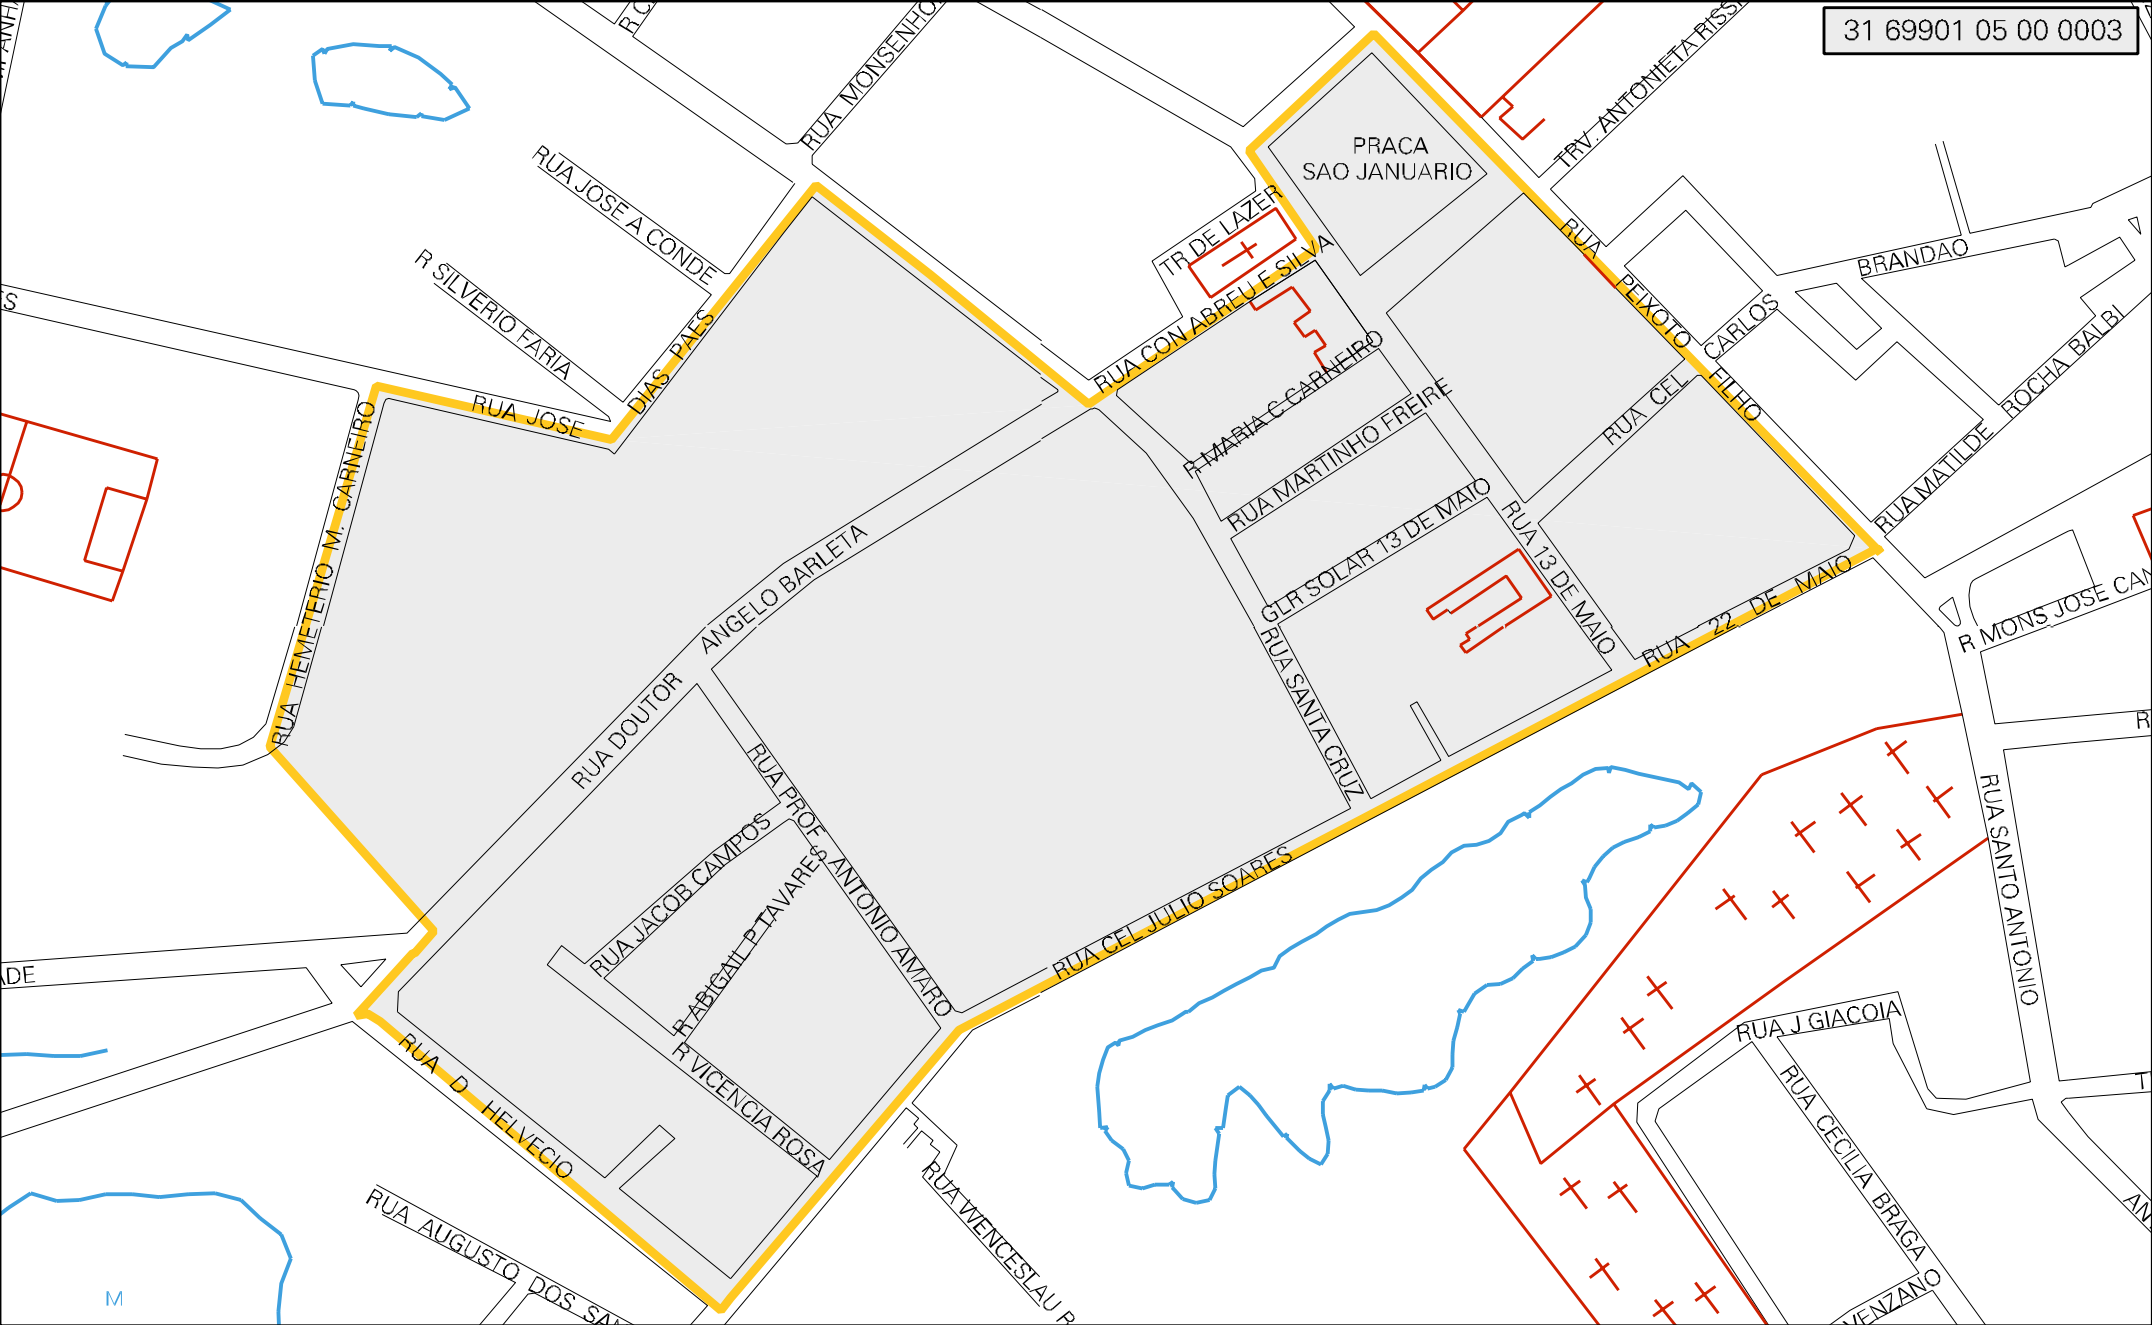 31 69901 05 00 0003
RUA MONSENHO
TRV. ANTONIETA RISSI
PRACA
SAO JANUARIO
RUA JOSE A CONDE
R SILVERIO FARIA
TR DE LAZER
RUA CON ABREU E SILVA
RUA PEIXOTO FILHO
BRANDAO
CARLOS
RUA CEL
RUA MATILDE ROCHA BALBI
RUA JOSE DIAS PAES
RUA HEMETERIO M. CARNEIRO
R MARIA C CARNEIRO
RUA MARTINHO FREIRE
GLR SOLAR 13 DE MAIO
RUA 13 DE MAIO
RUA 22 DE MAIO
R MONS JOSE CAN
RUA DOUTOR ANGELO BARLETA
RUA SANTA CRUZ
RUA PROF ANTONIO AMARO
RUA JACOB CAMPOS
R ABIGAIL P TAVARES
RUA CEL JULIO SOARES
RUA SANTO ANTONIO
ADE
RUA D HELVECIO
R VICENCIA ROSA
RUA J GIACOIA
RUA CECILIA BRAGA
RUA WENCESLAU R
RUA AUGUSTO DOS SAN
VENZANO
M